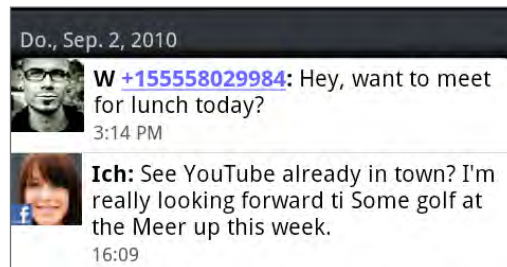 Do., Sep. 2, 2010
W +155558029984: Hey, want to meet
for lunch today?
3:14 PM
Ich: See YouTube already in town? I'm
really looking forward ti Some golf at
the Meer up this week.
16:09
f